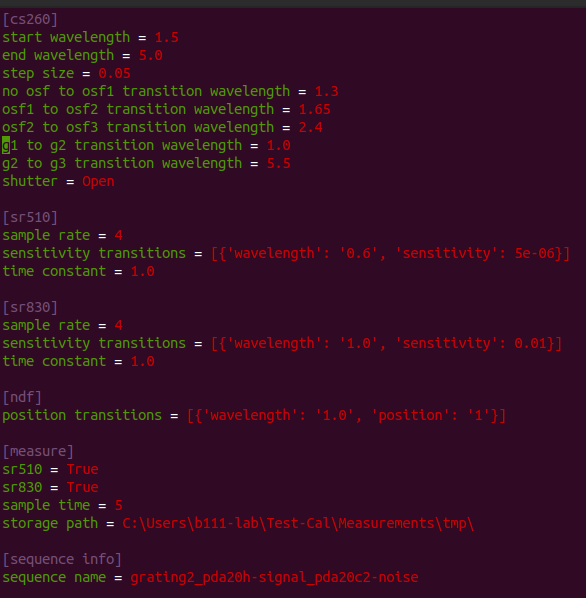 [cs260]
start wavelength = 1.5
end wavelength = 5.0
step size = 0.05
no osf to osf1 transition wavelength = 1.3
osf1 to osf2 transition wavelength = 1.65
osf2 to osf3 transition wavelength = 2.4
g1 to g2 transition wavelength = 1.0
g2 to g3 transition wavelength = 5.5
shutter = Open

[sr510]
sample rate = 4
sensitivity transitions = [{'wavelength': '0.6', 'sensitivity': 5e-06}]
time constant = 1.0

[sr830]
sample rate = 4
sensitivity transitions = [{'wavelength': '1.0', 'sensitivity': 0.01}]
time constant = 1.0

[ndf]
position transitions = [{'wavelength': '1.0', 'position': '1'}]

[measure]
sr510 = True
sr830 = True
sample time = 5
storage path = C:\Users\b111-lab\Test-Cal\Measurements\tmp\

[sequence info]
sequence name = grating2_pda20h-signal_pda20c2-noise